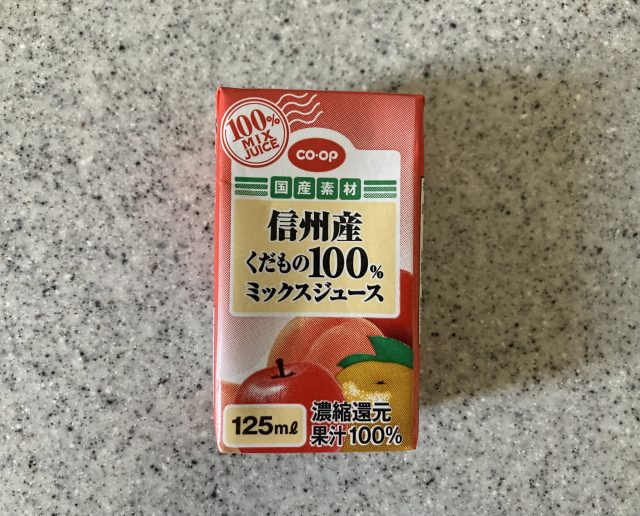 100%
MIX
JUICE
CO·OP
国産素材
信州産
くだもの100%
ミックスジュース
125mℓ
濃縮還元
果汁100%